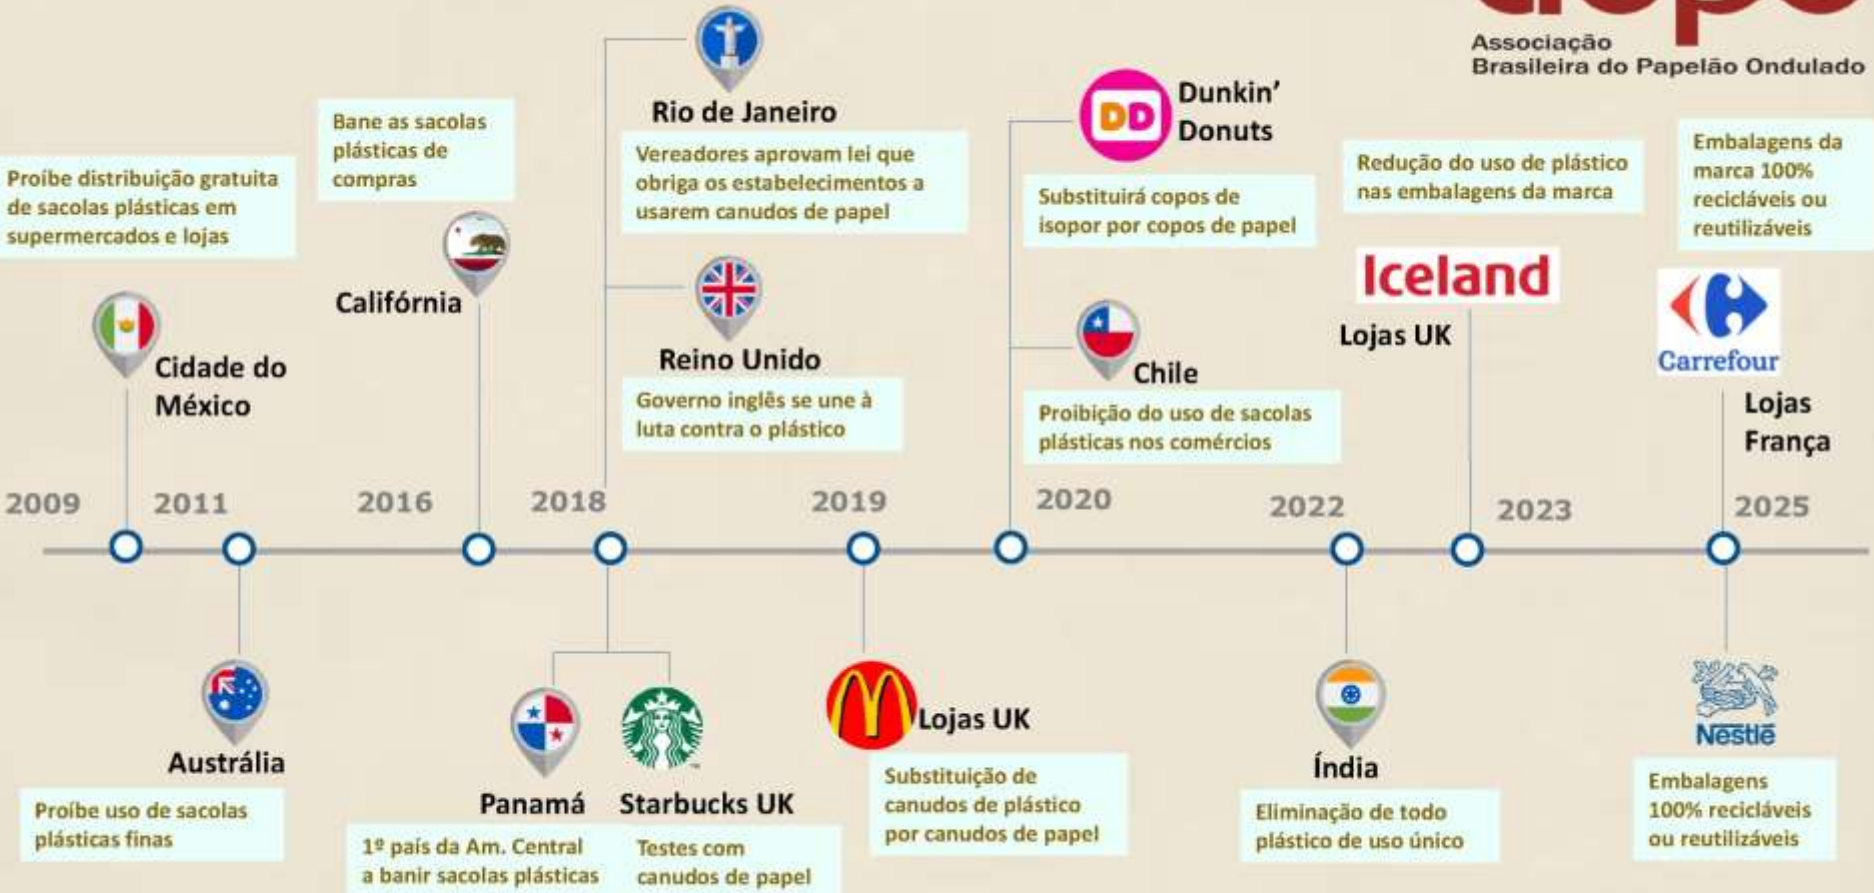 Associação
Brasileira do Papelão Ondulado
Proíbe distribuição gratuita
de sacolas plásticas em
supermercados e lojas
Cidade do
México
Bane as sacolas
plásticas de
compras
Califórnia
Rio de Janeiro
Vereadores aprovam lei que
obriga os estabelecimentos a
usarem canudos de papel
Reino Unido
Governo inglês se une à
luta contra o plástico
DD
Dunkin'
Donuts
Substituirá copos de
isopor por copos de papel
Chile
Proibição do uso de sacolas
plásticas nos comércios
Redução do uso de plástico
nas embalagens da marca
Iceland
Lojas UK
Embalagens da
marca 100%
recicláveis ou
reutilizáveis
Carrefour
Lojas
França
2009
2011
2016
2018
2019
2020
2022
2023
2025
Austrália
Proíbe uso de sacolas
plásticas finas
Panamá
1º país da Am. Central
a banir sacolas plásticas
Starbucks UK
Testes com
canudos de papel
Lojas UK
Substituição de
canudos de plástico
por canudos de papel
Índia
Eliminação de todo
plástico de uso único
Nestlé
Embalagens
100% recicláveis
ou reutilizáveis